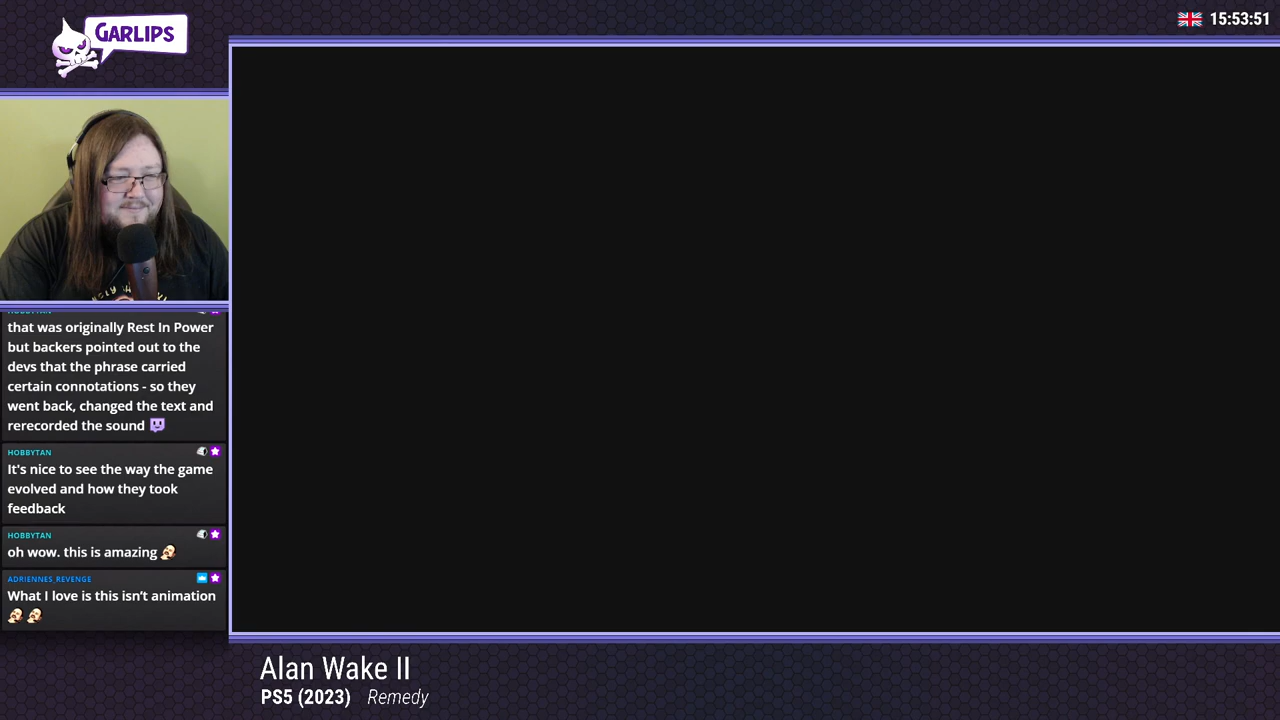 GARLIPS
15:53:51
that was originally Rest In Power
but backers pointed out to the
devs that the phrase carried
certain connotations - so they
went back, changed the text and
rerecorded the sound
HOBBYTAN
It's nice to see the way the game
evolved and how they took
feedback
HOBBYTAN
oh wow. this is amazing
ADRIENNES_REVENGE
What I love is this isn't animation
Alan Wake II
PS5 (2023) Remedy